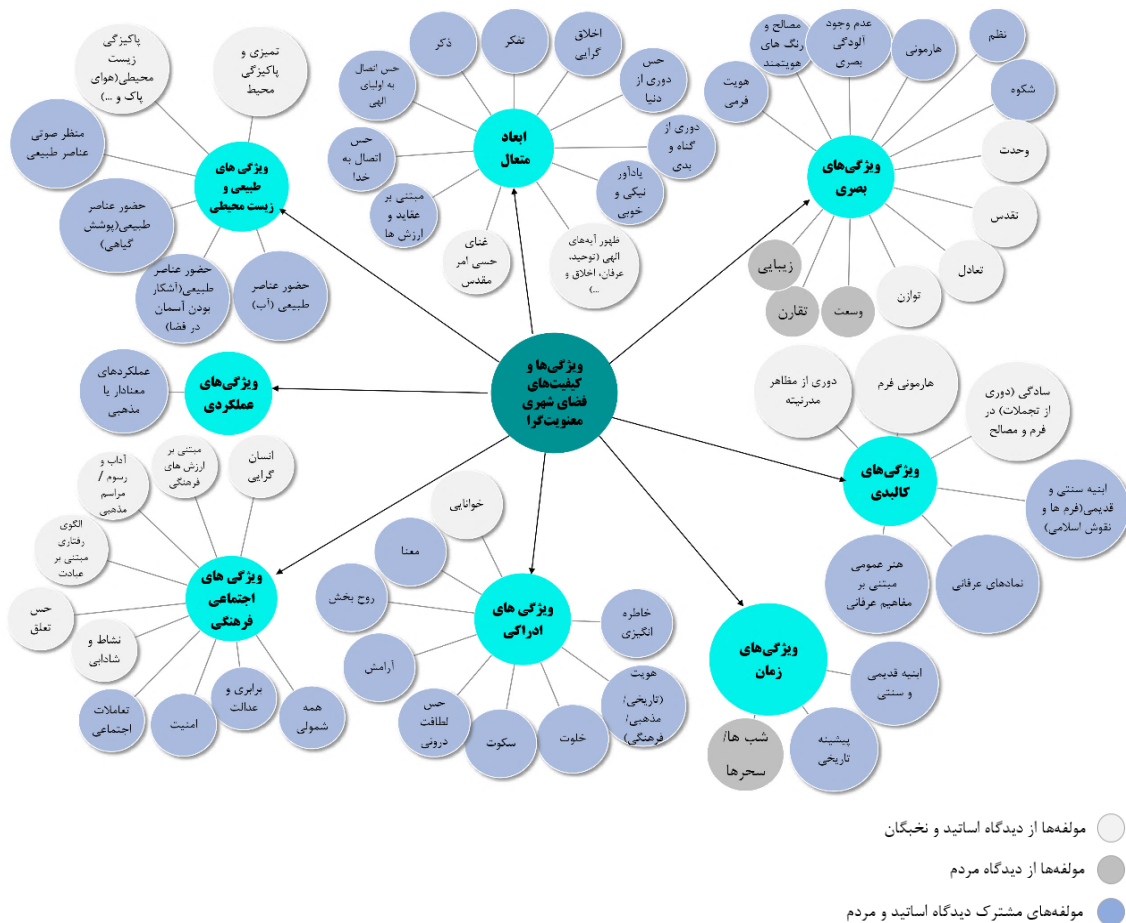 ویژگی‌ها و
کیفیت‌های
فضای شهری
معنویت‌گرا
ویژگی‌های
بصری
هویت
فرمی
مصالح و
رنگ های
هویتمند
عدم وجود
آلودگی
بصری
هارمونی
نظم
شکوه
وحدت
تقدس
تعادل
توازن
وسعت
تقارن
زیبایی
ابعاد
متعال
حس اتصال
به اولیای
الهی
ذکر
تفکر
اخلاق
گرایی
حس
دوری از
دنیا
دوری از
گناه و
بدی
یادآور
نیکی و
خوبی
ظهور آیه‌های
الهی (توحید،
عرفان، اخلاق و
...)
غنای
حسی امر
مقدس
مبتنی بر
عقاید و
ارزش ها
حس
اتصال به
خدا
ویژگی های
طبیعی و
زیست محیطی
تمیزی و
پاکیزگی
محیط
پاکیزگی
زیست
محیطی(هوای
پاک و ...)
منظر صوتی
عناصر طبیعی
حضور عناصر
طبیعی(پوشش
گیاهی)
حضور عناصر
طبیعی(آشکار
بودن آسمان
در فضا)
حضور عناصر
طبیعی (آب)
ویژگی‌های
عملکردی
عملکردهای
معنادار یا
مذهبی
ویژگی های
اجتماعی
فرهنگی
انسان
گرایی
مبتنی بر
ارزش های
فرهنگی
آداب و
رسوم /
مراسم
مذهبی
الگوی
رفتاری
مبتنی بر
عبادت
حس
تعلق
نشاط و
شادابی
تعاملات
اجتماعی
امنیت
برابری و
عدالت
همه
شمولی
ویژگی های
ادراکی
خوانایی
معنا
روح بخش
آرامش
حس
لطافت
درونی
سکوت
خلوت
هویت
(تاریخی/
مذهبی/
فرهنگی)
خاطره
انگیزی
ویژگی‌های
زمان
ابنیه قدیمی
و سنتی
پیشینه
تاریخی
شب ها/
سحرها
ویژگی‌های
کالبدی
دوری از مظاهر
مدرنیته
هارمونی فرم
سادگی (دوری
از تجملات) در
فرم و مصالح
ابنیه سنتی و
قدیمی(فرم ها و
نقوش اسلامی)
نمادهای عرفانی
هنر عمومی
مبتنی بر
مفاهیم عرفانی
مولفه‌ها از دیدگاه اساتید و نخبگان
مولفه‌ها از دیدگاه مردم
مولفه‌های مشترک دیدگاه اساتید و مردم